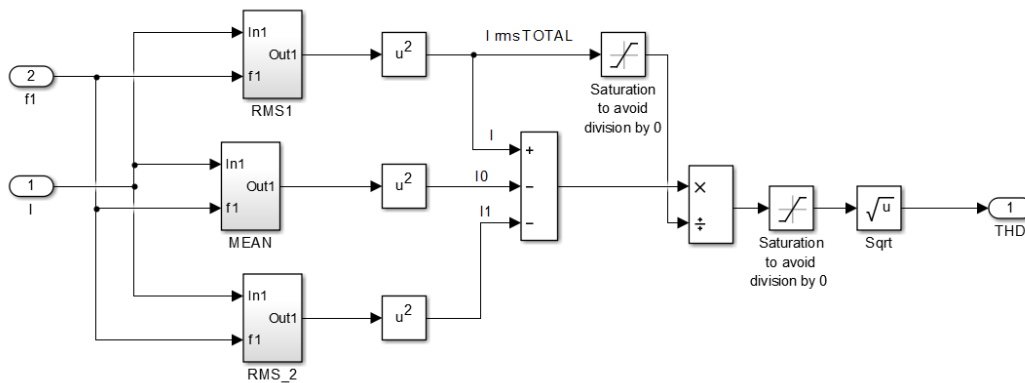 2
f1
1
I
In1
Out1
f1
RMS1
u²
I rmsTOTAL
Saturation
to avoid
division by 0
In1
Out1
f1
MEAN
u²
I
I0
I1
+
−
−
×
÷
Saturation
to avoid
division by 0
√u
Sqrt
1
THD
In1
Out1
f1
RMS_2
u²